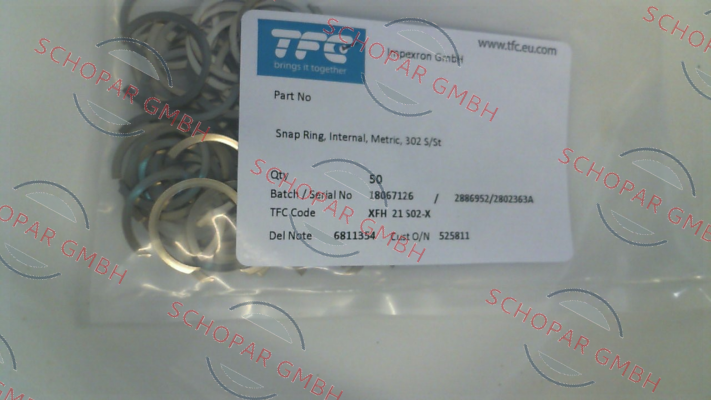 TFC
brings it together
Impexron GmbH
www.tfc.eu.com
Part No
Snap Ring, Internal, Metric, 302 S/St
Qty 50
Batch / Serial No 18067126 / 2886952/2802363A
TFC Code XFH 21 S02-X
Del Note 6811354 Cust O/N 525811
SCHOPAR GMBH
SCHOPAR GMBH
SCHOPAR GMBH
SCHOPAR GMBH
SCHOPAR GMBH
SCHOPAR GMBH
SCHOPAR GMBH
SCHOPAR GMBH